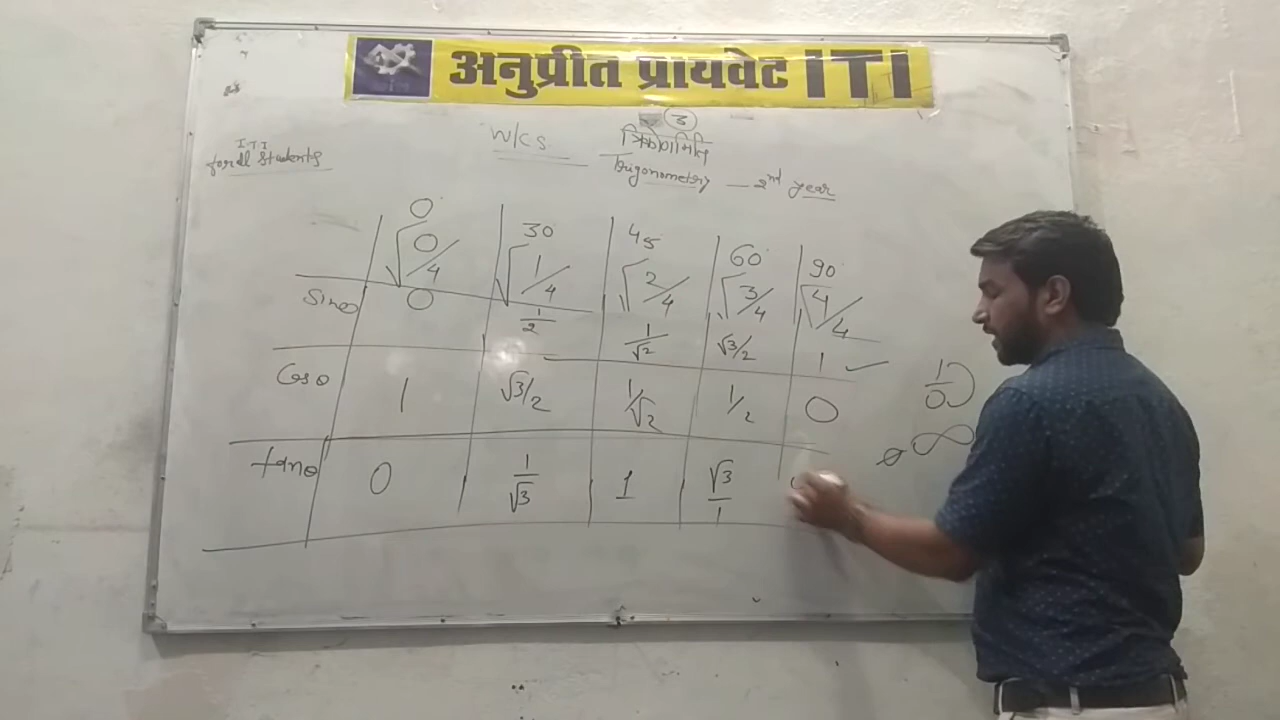 अनुप्रीत प्रायवेट ITI
3
W/CS त्रिकोणमिति
ITI
for all Students
Trigonometry — 2nd year
0° 30 45 60 90
√0/4 √1/4 √2/4 √3/4 √4/4
Sinθ 0 1/2 1/√2 √3/2 1 ✓
Cosθ 1 √3/2 1/√2 1/2 0
1/0
∞
tanθ 0 1/√3 1 √3/1